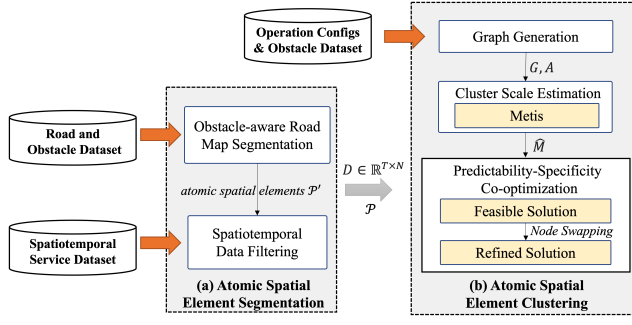 Operation Configs
& Obstacle Dataset
Graph Generation
G, A
Cluster Scale Estimation
Metis
M̂
Road and
Obstacle Dataset
Obstacle-aware Road
Map Segmentation
atomic spatial elements 𝒫′
D ∈ ℝ^{T×N}
𝒫
Predictability-Specificity
Co-optimization
Feasible Solution
Node Swapping
Refined Solution
Spatiotemporal
Service Dataset
Spatiotemporal
Data Filtering
(a) Atomic Spatial
Element Segmentation
(b) Atomic Spatial
Element Clustering